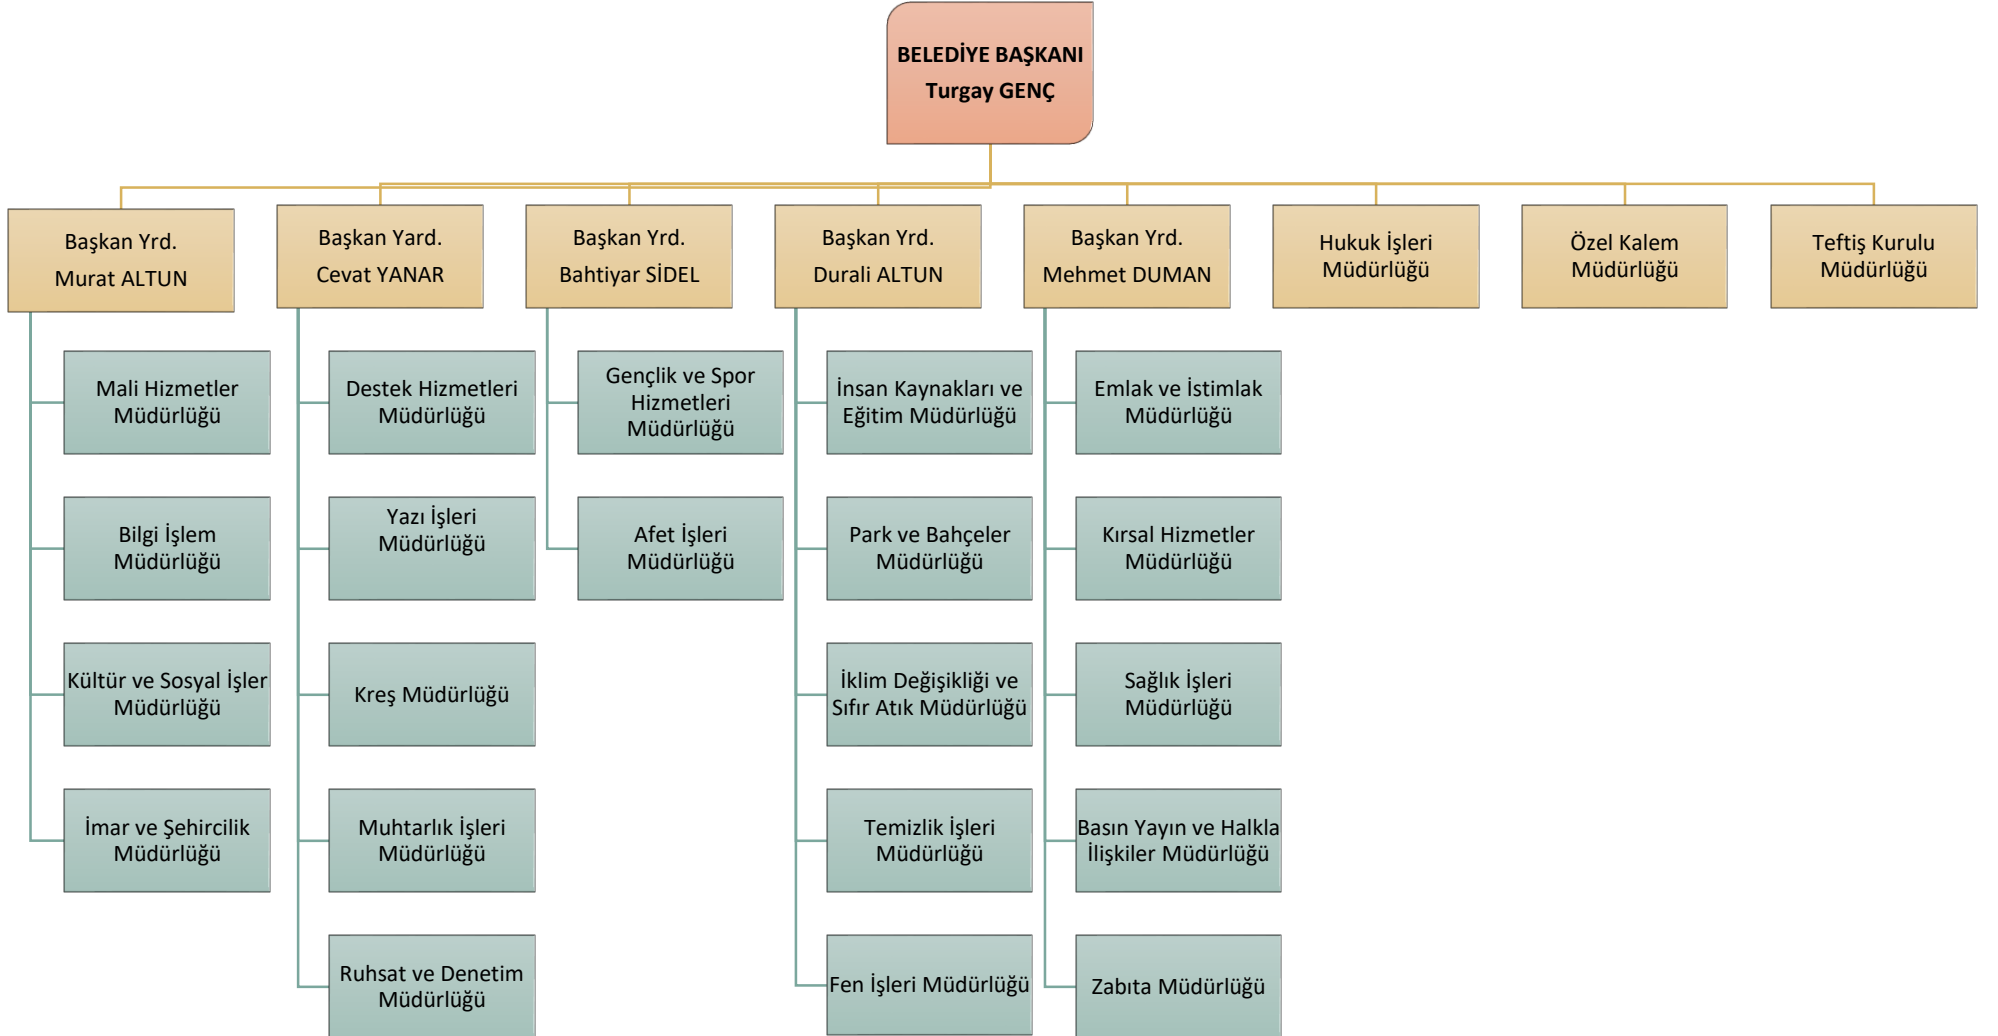 BELEDİYE BAŞKANI
Turgay GENÇ
Başkan Yrd.
Murat ALTUN
Başkan Yard.
Cevat YANAR
Başkan Yrd.
Bahtiyar SİDEL
Başkan Yrd.
Durali ALTUN
Başkan Yrd.
Mehmet DUMAN
Hukuk İşleri
Müdürlüğü
Özel Kalem
Müdürlüğü
Teftiş Kurulu
Müdürlüğü
Mali Hizmetler
Müdürlüğü
Destek Hizmetleri
Müdürlüğü
Gençlik ve Spor
Hizmetleri
Müdürlüğü
İnsan Kaynakları ve
Eğitim Müdürlüğü
Emlak ve İstimlak
Müdürlüğü
Bilgi İşlem
Müdürlüğü
Yazı İşleri
Müdürlüğü
Afet İşleri
Müdürlüğü
Park ve Bahçeler
Müdürlüğü
Kırsal Hizmetler
Müdürlüğü
Kültür ve Sosyal İşler
Müdürlüğü
Kreş Müdürlüğü
İklim Değişikliği ve
Sıfır Atık Müdürlüğü
Sağlık İşleri
Müdürlüğü
İmar ve Şehircilik
Müdürlüğü
Muhtarlık İşleri
Müdürlüğü
Temizlik İşleri
Müdürlüğü
Basın Yayın ve Halkla
İlişkiler Müdürlüğü
Ruhsat ve Denetim
Müdürlüğü
Fen İşleri Müdürlüğü
Zabıta Müdürlüğü